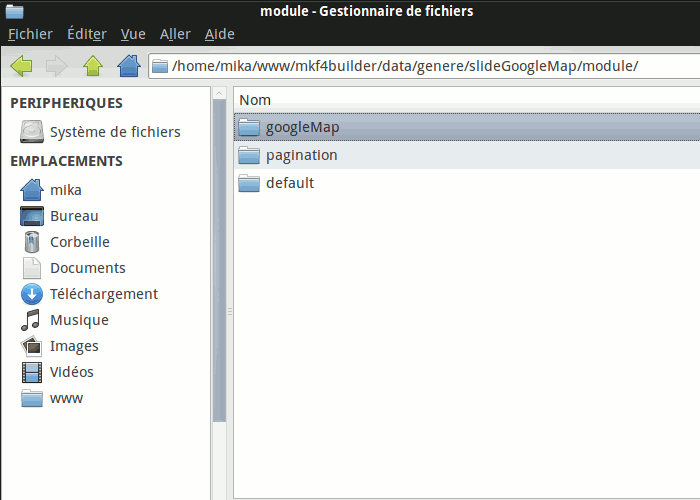 module - Gestionnaire de fichiers
Fichier Éditer Vue Aller Aide
/home/mika/www/mkf4builder/data/genere/slideGoogleMap/module/
PERIPHERIQUES
Système de fichiers
EMPLACEMENTS
mika
Bureau
Corbeille
Documents
Téléchargement
Musique
Images
Vidéos
www
Nom
googleMap
pagination
default